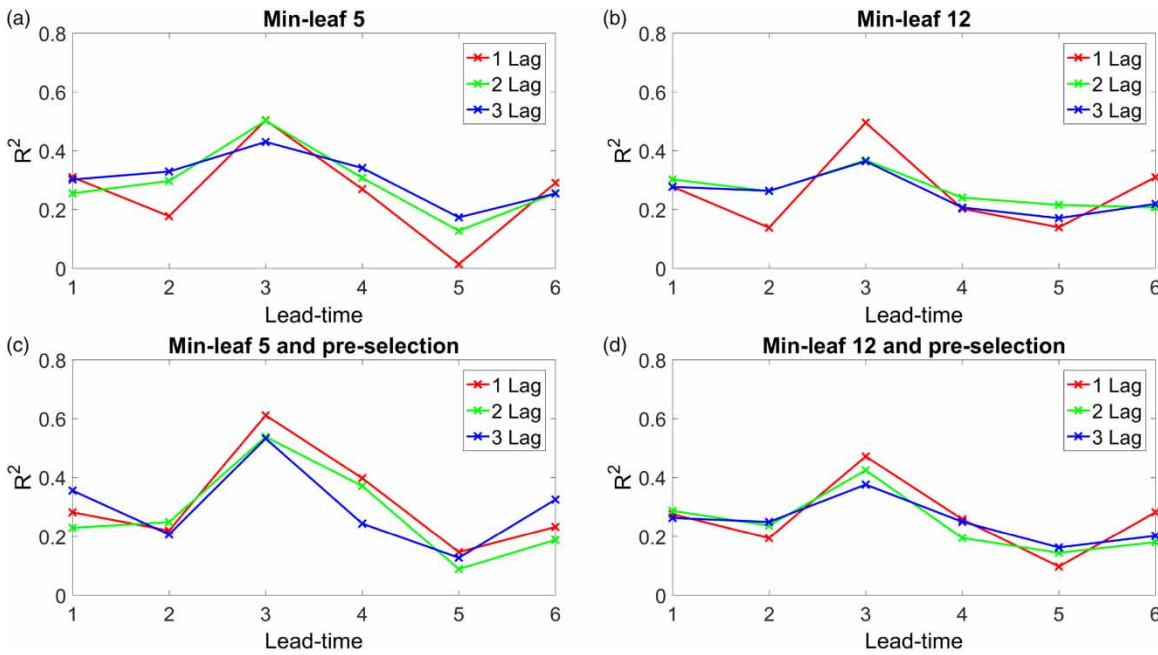 (a)
Min-leaf 5
0.8
0.6
0.4
0.2
0
R²
1 2 3 4 5 6
Lead-time
1 Lag
2 Lag
3 Lag
(b)
Min-leaf 12
0.8
0.6
0.4
0.2
0
R²
1 2 3 4 5 6
Lead-time
1 Lag
2 Lag
3 Lag
(c)
Min-leaf 5 and pre-selection
0.8
0.6
0.4
0.2
0
R²
1 2 3 4 5 6
Lead-time
1 Lag
2 Lag
3 Lag
(d)
Min-leaf 12 and pre-selection
0.8
0.6
0.4
0.2
0
R²
1 2 3 4 5 6
Lead-time
1 Lag
2 Lag
3 Lag